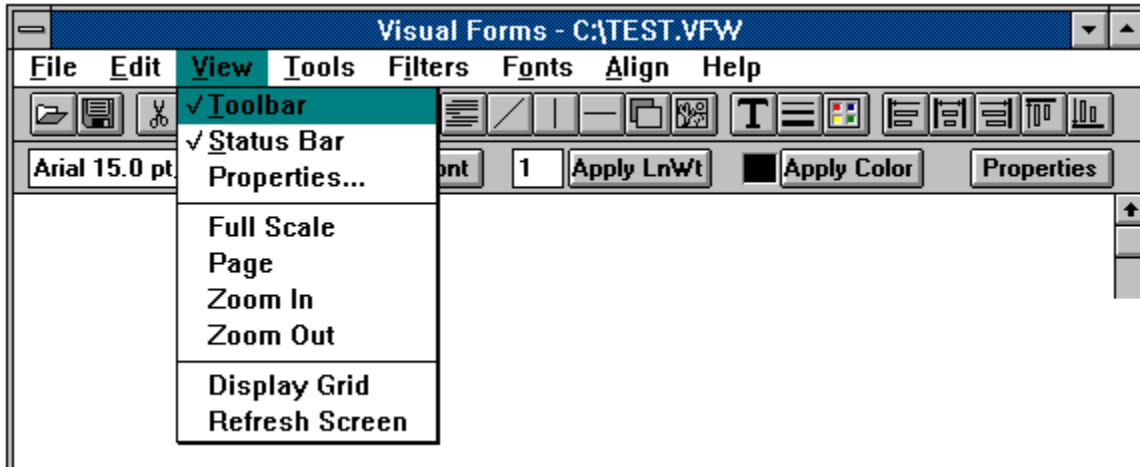 Visual Forms - C:\TEST.VFW
File Edit View Tools Filters Fonts Align Help
✓ Toolbar
✓ Status Bar
Properties...
Full Scale
Page
Zoom In
Zoom Out
Display Grid
Refresh Screen
T
Arial 15.0 pt 1 Apply LnWt Apply Color Properties